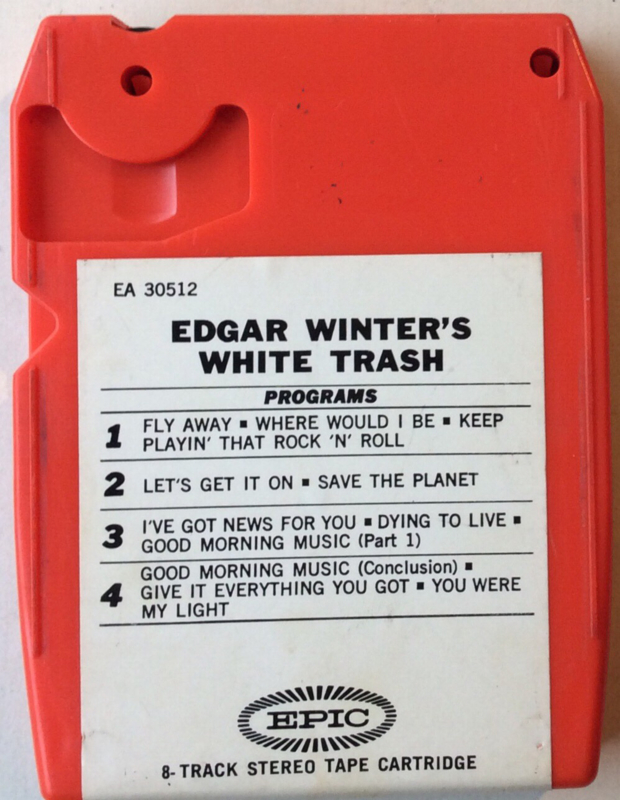 EA 30512
EDGAR WINTER'S
WHITE TRASH
PROGRAMS
1 FLY AWAY ▪ WHERE WOULD I BE ▪ KEEP
PLAYIN' THAT ROCK 'N' ROLL
2 LET'S GET IT ON ▪ SAVE THE PLANET
3 I'VE GOT NEWS FOR YOU ▪ DYING TO LIVE ▪
GOOD MORNING MUSIC (Part 1)
4 GOOD MORNING MUSIC (Conclusion) ▪
GIVE IT EVERYTHING YOU GOT ▪ YOU WERE
MY LIGHT
EPIC
8-TRACK STEREO TAPE CARTRIDGE